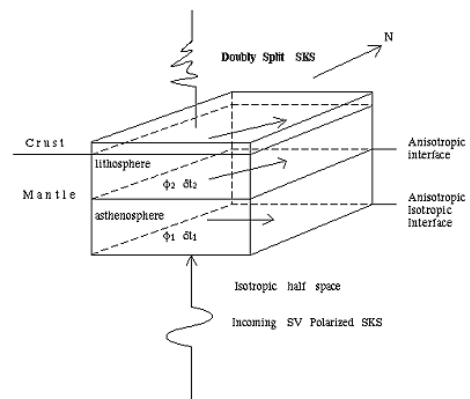 N
Doubly Split SKS
Crust
lithosphere
Anisotropic
interface
Mantle
ϕ2 δt2
asthenosphere
Anisotropic
Isotropic
Interface
ϕ1 δt1
Isotropic half space
Incoming SV Polarized SKS